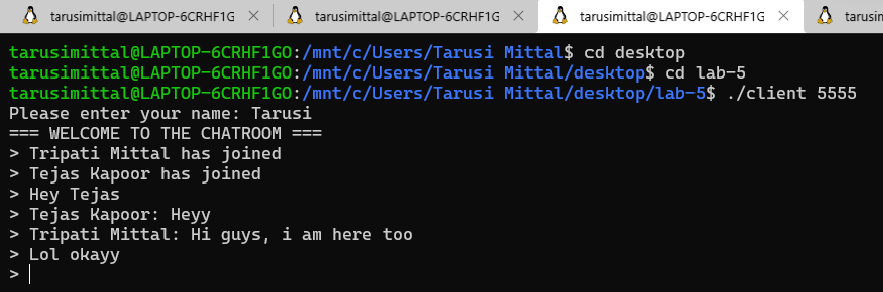 tarusimittal@LAPTOP-6CRHF1G
tarusimittal@LAPTOP-6CRHF1G
tarusimittal@LAPTOP-6CRHF1G
tarusim
tarusimittal@LAPTOP-6CRHF1GO:/mnt/c/Users/Tarusi Mittal$ cd desktop
tarusimittal@LAPTOP-6CRHF1GO:/mnt/c/Users/Tarusi Mittal/desktop$ cd lab-5
tarusimittal@LAPTOP-6CRHF1GO:/mnt/c/Users/Tarusi Mittal/desktop/lab-5$ ./client 5555
Please enter your name: Tarusi
=== WELCOME TO THE CHATROOM ===
> Tripati Mittal has joined
> Tejas Kapoor has joined
> Hey Tejas
> Tejas Kapoor: Heyy
> Tripati Mittal: Hi guys, i am here too
> Lol okayy
>